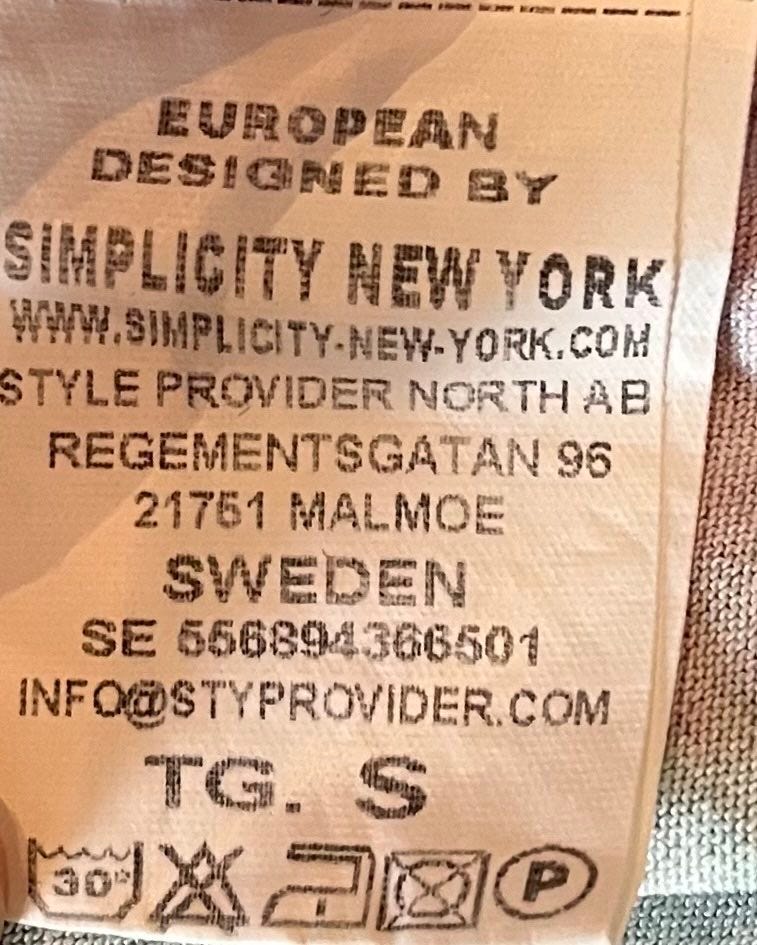 EUROPEAN
DESIGNED BY
SIMPLICITY NEW YORK
WWW.SIMPLICITY-NEW-YORK.COM
STYLE PROVIDER NORTH AB
REGEMENTSGATAN 96
21751 MALMOE
SWEDEN
SE 556894366501
INFO@STYPROVIDER.COM
TG. S
30° P